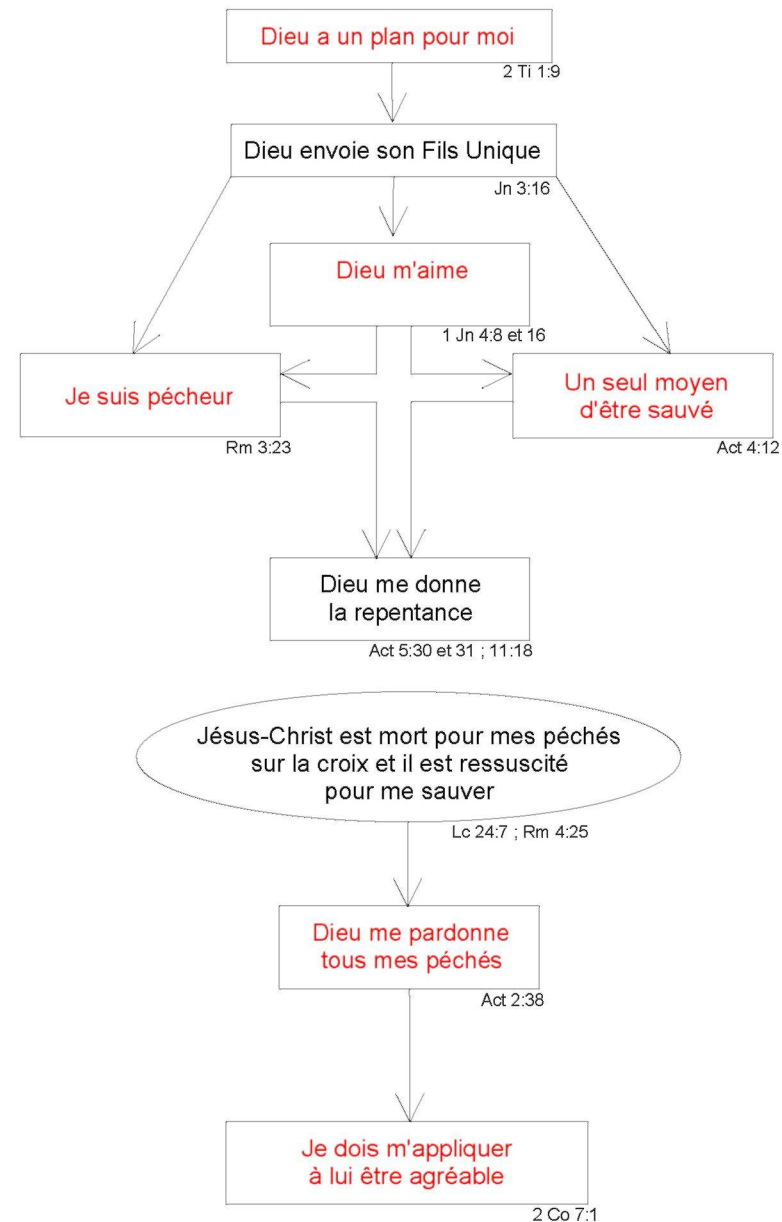 Dieu a un plan pour moi
2 Ti 1:9
Dieu envoie son Fils Unique
Jn 3:16
Dieu m'aime
1 Jn 4:8 et 16
Je suis pécheur
Rm 3:23
Un seul moyen
d'être sauvé
Act 4:12
Dieu me donne
la repentance
Act 5:30 et 31 ; 11:18
Jésus-Christ est mort pour mes péchés
sur la croix et il est ressuscité
pour me sauver
Lc 24:7 ; Rm 4:25
Dieu me pardonne
tous mes péchés
Act 2:38
Je dois m'appliquer
à lui être agréable
2 Co 7:1